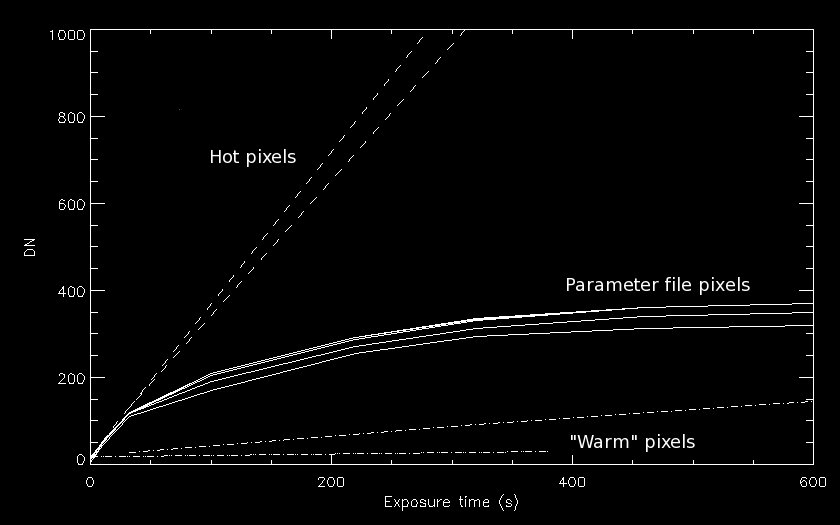 1000
800
600
400
200
0
DN
Hot pixels
Parameter file pixels
"Warm" pixels
0 200 400 600
Exposure time (s)